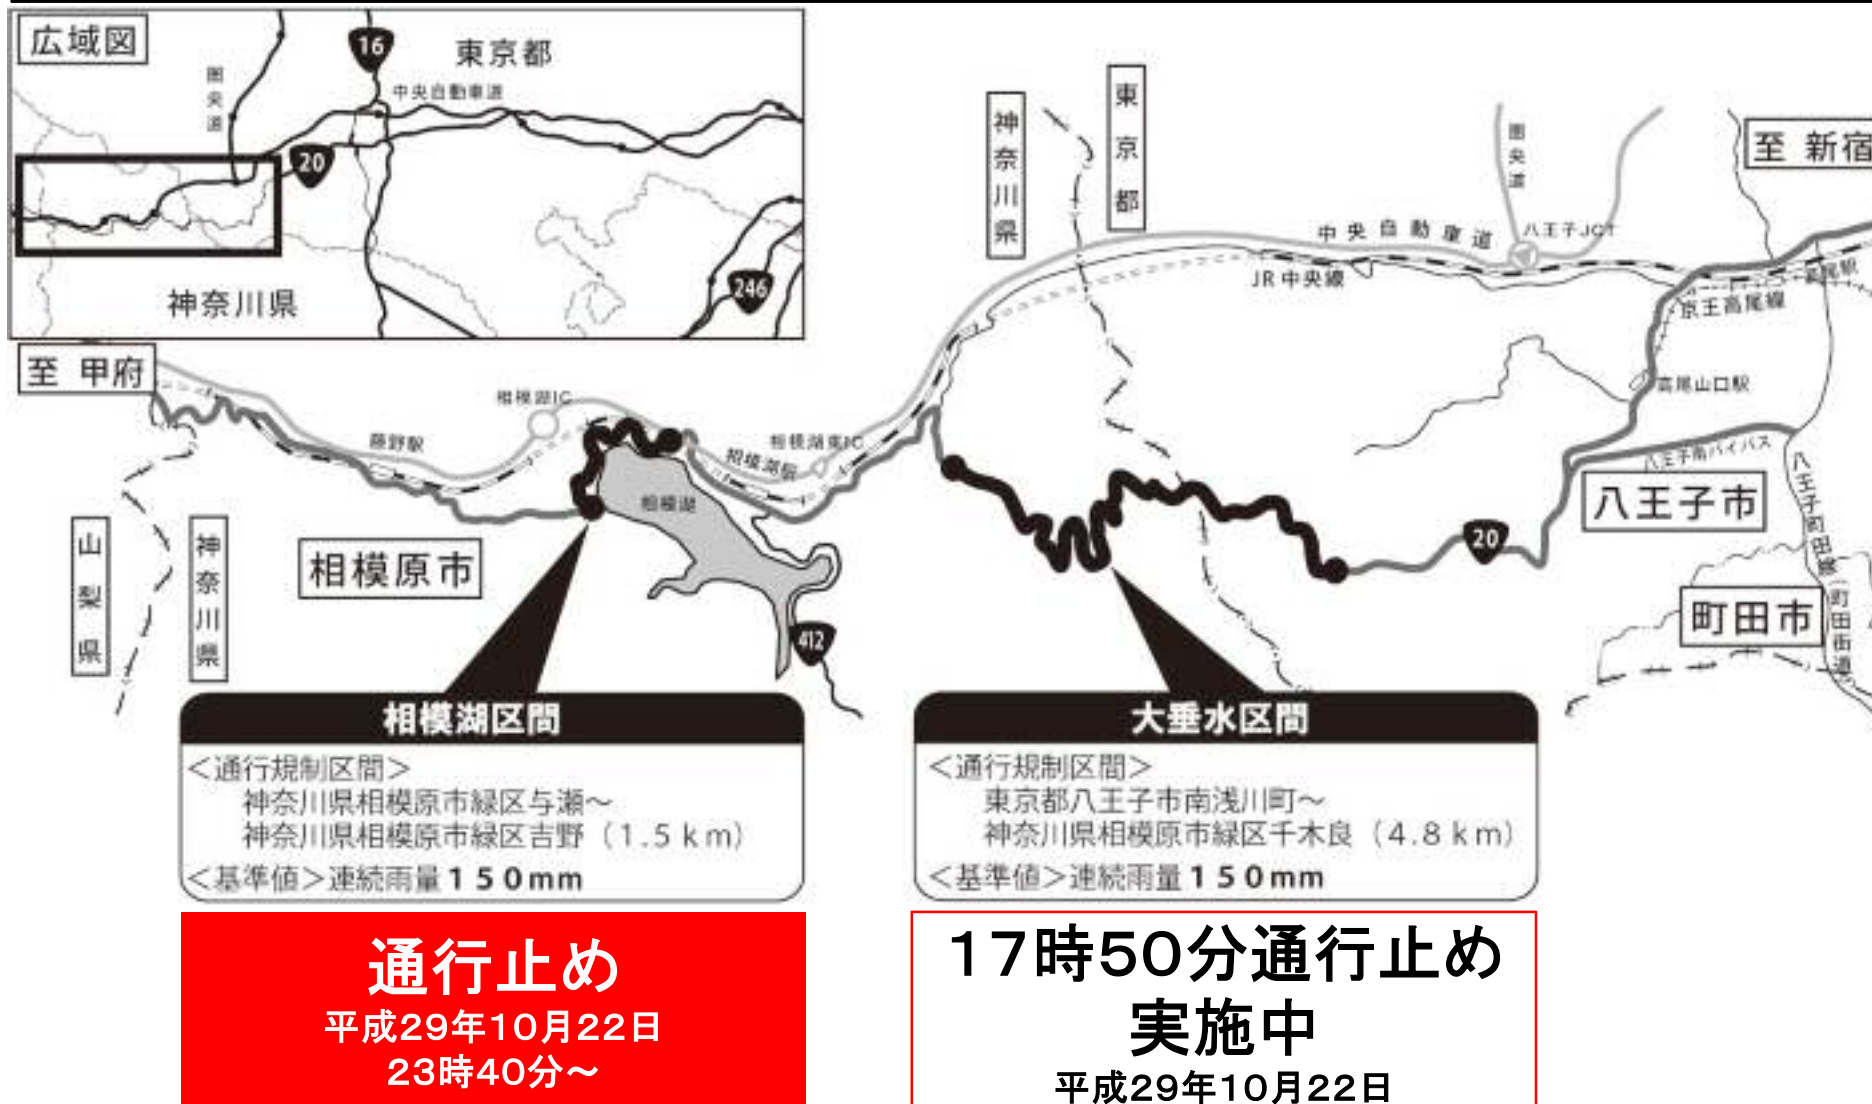 広域図
16
東京都
圏央道
中央自動車道
20
246
神奈川県
神奈川県
東京都
圏央道
至 新宿
中央自動車道
八王子JCT
JR中央線
高尾駅
京王高尾線
高尾山口駅
八王子南バイパス
八王子市
20
町田市
至 甲府
相模湖IC
藤野駅
相模湖東IC
相模湖駅
相模湖
相模原市
山梨県
神奈川県
412
相模湖区間
＜通行規制区間＞
神奈川県相模原市緑区与瀬～
神奈川県相模原市緑区吉野（1.5ｋｍ）
＜基準値＞連続雨量150mm
大垂水区間
＜通行規制区間＞
東京都八王子市南浅川町～
神奈川県相模原市緑区千木良（4.8ｋｍ）
＜基準値＞連続雨量150mm
通行止め
平成29年10月22日
23時40分～
17時50分通行止め
実施中
平成29年10月22日